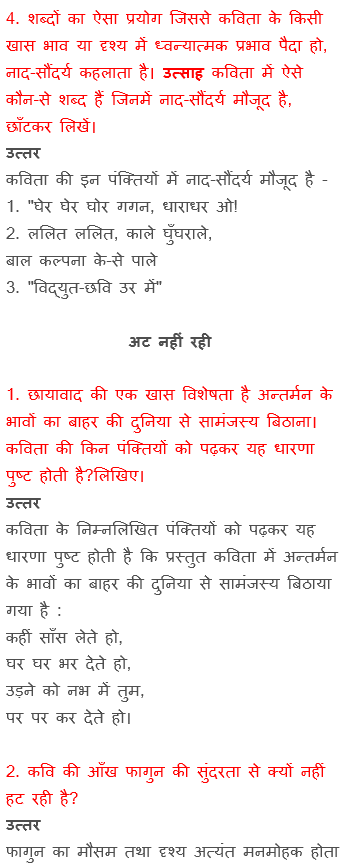 4. शब्दों का ऐसा प्रयोग जिससे कविता के किसी
खास भाव या दृश्य में ध्वन्यात्मक प्रभाव पैदा हो,
नाद-सौंदर्य कहलाता है। उत्साह कविता में ऐसे
कौन-से शब्द हैं जिनमें नाद-सौंदर्य मौजूद है,
छाँटकर लिखें।
उत्तर
कविता की इन पंक्तियों में नाद-सौंदर्य मौजूद है -
1. "घेर घेर घोर गगन, धाराधर ओ!
2. ललित ललित, काले घुँघराले,
बाल कल्पना के-से पाले
3. "विद्युत-छवि उर में"
अट नहीं रही
1. छायावाद की एक खास विशेषता है अन्तर्मन के
भावों का बाहर की दुनिया से सामंजस्य बिठाना।
कविता की किन पंक्तियों को पढ़कर यह धारणा
पुष्ट होती है?लिखिए।
उत्तर
कविता के निम्नलिखित पंक्तियों को पढ़कर यह
धारणा पुष्ट होती है कि प्रस्तुत कविता में अन्तर्मन
के भावों का बाहर की दुनिया से सामंजस्य बिठाया
गया है :
कहीं साँस लेते हो,
घर घर भर देते हो,
उड़ने को नभ में तुम,
पर पर कर देते हो।
2. कवि की आँख फागुन की सुंदरता से क्यों नहीं
हट रही है?
उत्तर
फागुन का मौसम तथा दृश्य अत्यंत मनमोहक होता